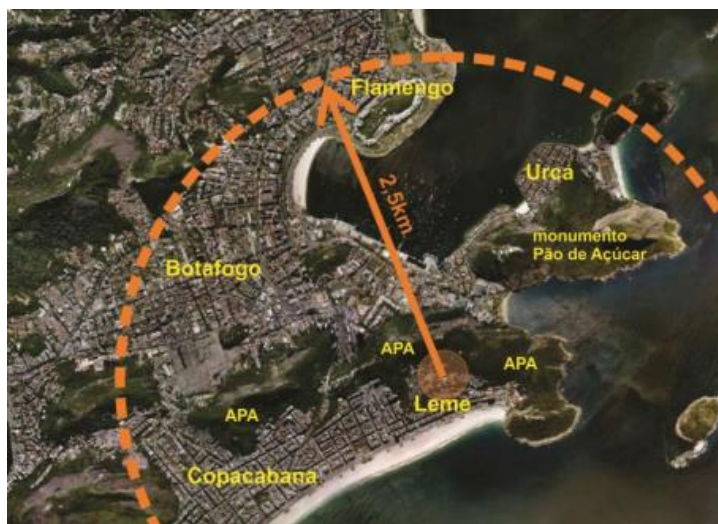 Flamengo
Urca
2,5km
monumento
Pão de Açúcar
Botafogo
APA
APA
Leme
APA
Copacabana